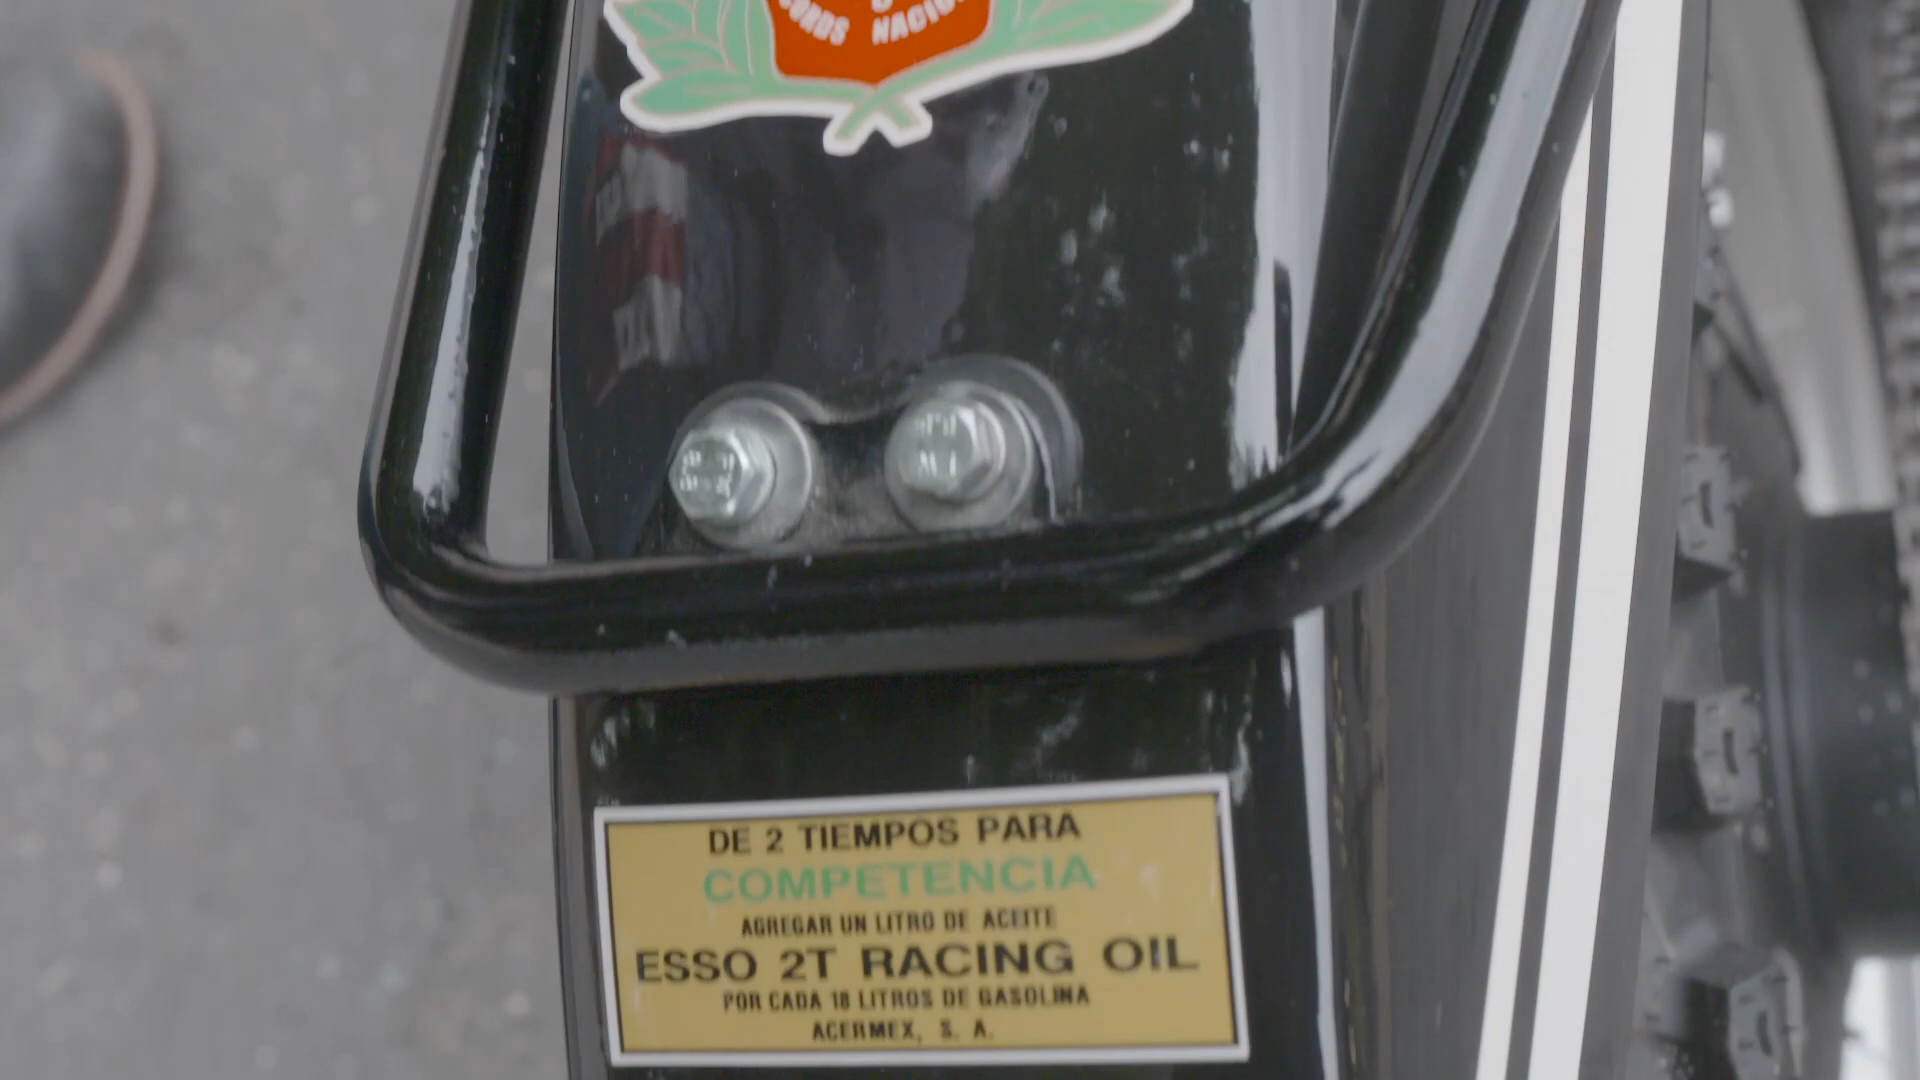 NACIO
DE 2 TIEMPOS PARA
COMPETENCIA
AGREGAR UN LITRO DE ACEITE
ESSO 2T RACING OIL
POR CADA 18 LITROS DE GASOLINA
ACERMEX, S. A.